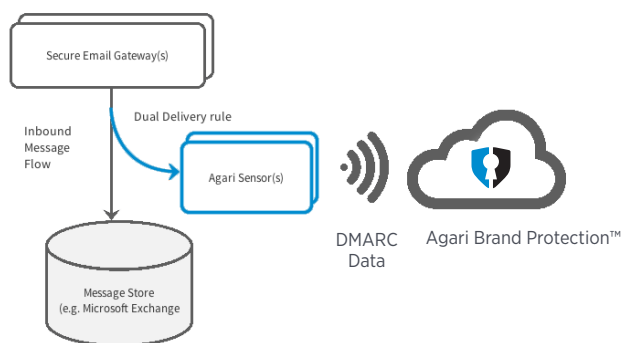 Secure Email Gateway(s)
Dual Delivery rule
Inbound
Message
Flow
Agari Sensor(s)
DMARC
Data
Agari Brand Protection™
Message Store
(e.g. Microsoft Exchange